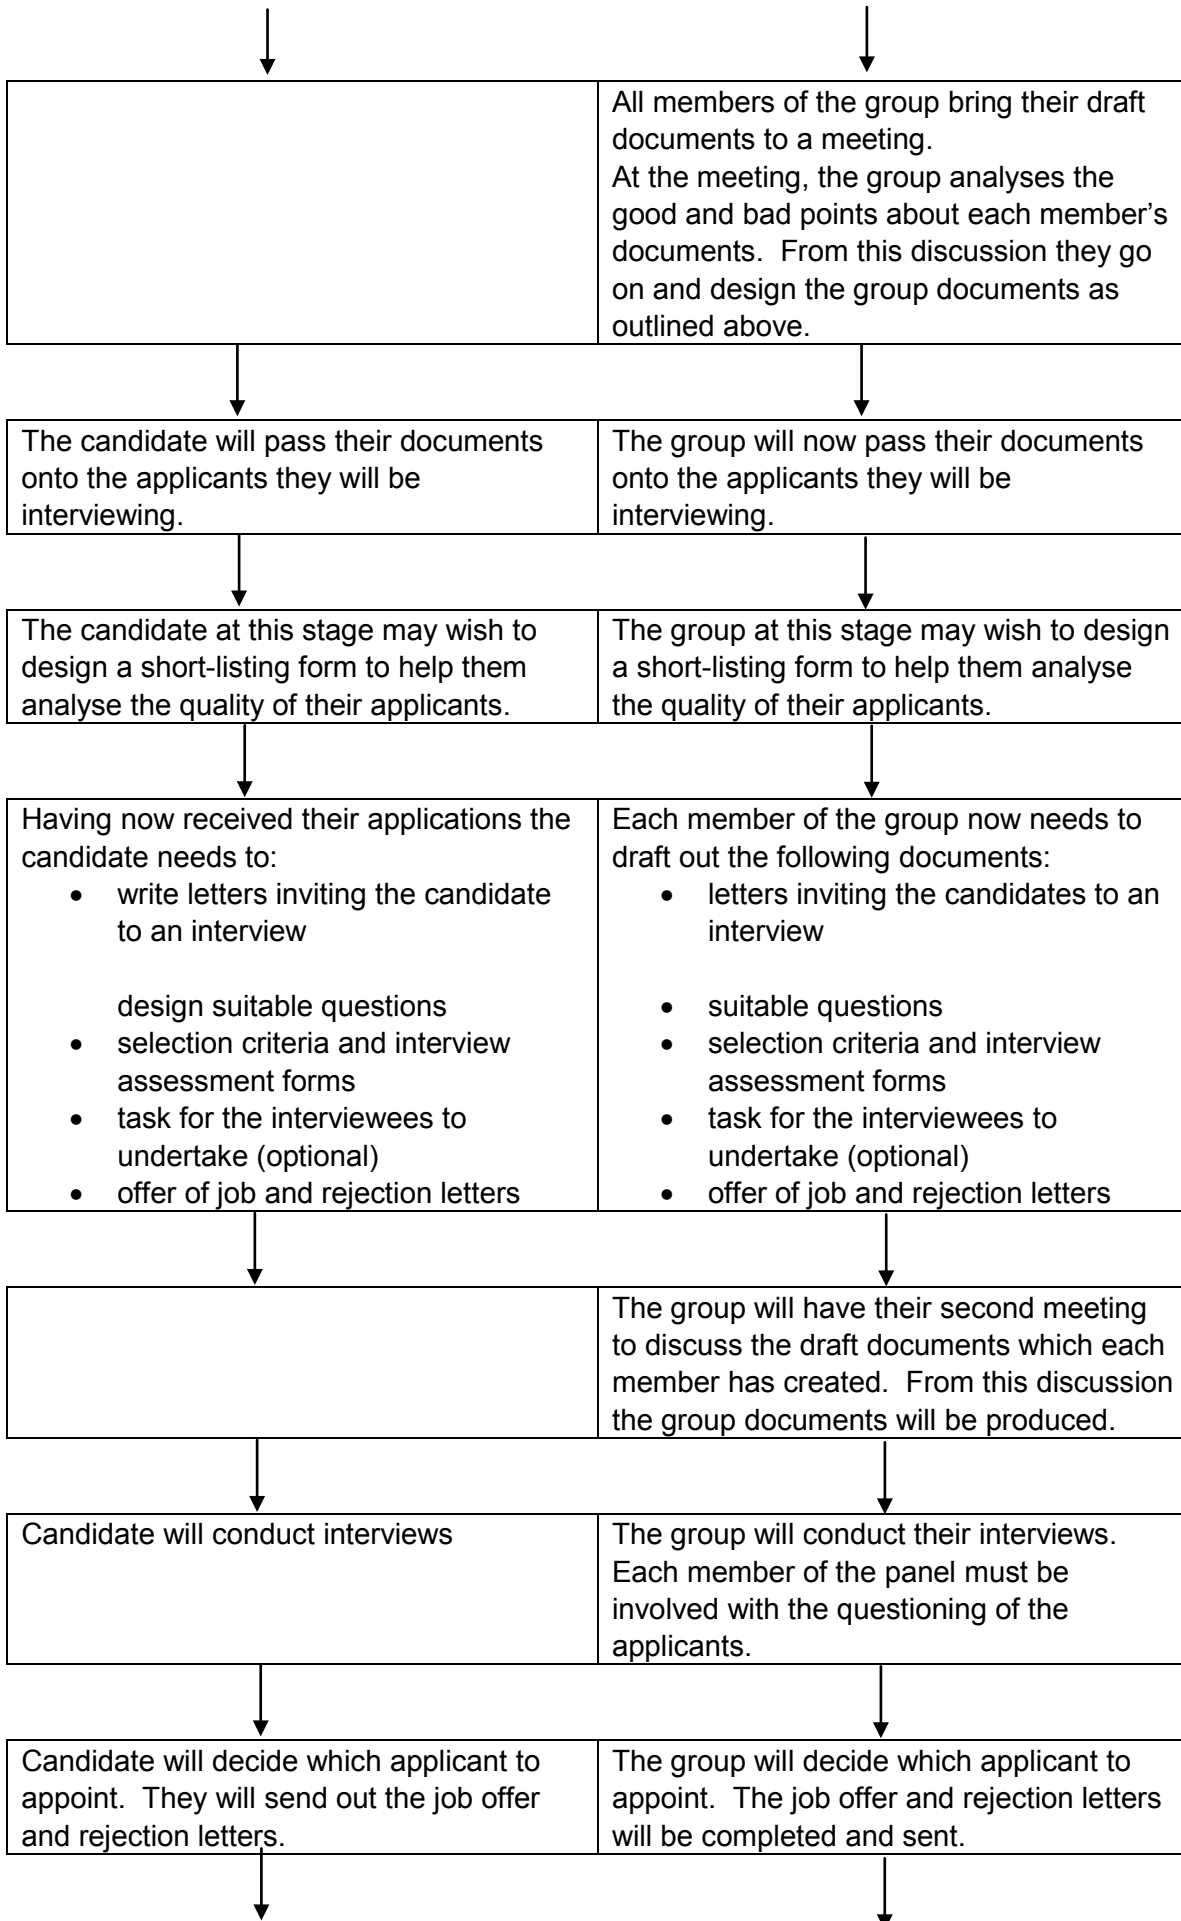 All members of the group bring their draft
documents to a meeting.
At the meeting, the group analyses the
good and bad points about each member’s
documents.  From this discussion they go
on and design the group documents as
outlined above.
The candidate will pass their documents
onto the applicants they will be
interviewing.
The group will now pass their documents
onto the applicants they will be
interviewing.
The candidate at this stage may wish to
design a short-listing form to help them
analyse the quality of their applicants.
The group at this stage may wish to design
a short-listing form to help them analyse
the quality of their applicants.
Having now received their applications the
candidate needs to:
• write letters inviting the candidate
to an interview
design suitable questions
• selection criteria and interview
assessment forms
• task for the interviewees to
undertake (optional)
• offer of job and rejection letters
Each member of the group now needs to
draft out the following documents:
• letters inviting the candidates to an
interview
• suitable questions
• selection criteria and interview
assessment forms
• task for the interviewees to
undertake (optional)
• offer of job and rejection letters
The group will have their second meeting
to discuss the draft documents which each
member has created.  From this discussion
the group documents will be produced.
Candidate will conduct interviews
The group will conduct their interviews.
Each member of the panel must be
involved with the questioning of the
applicants.
Candidate will decide which applicant to
appoint.  They will send out the job offer
and rejection letters.
The group will decide which applicant to
appoint.  The job offer and rejection letters
will be completed and sent.